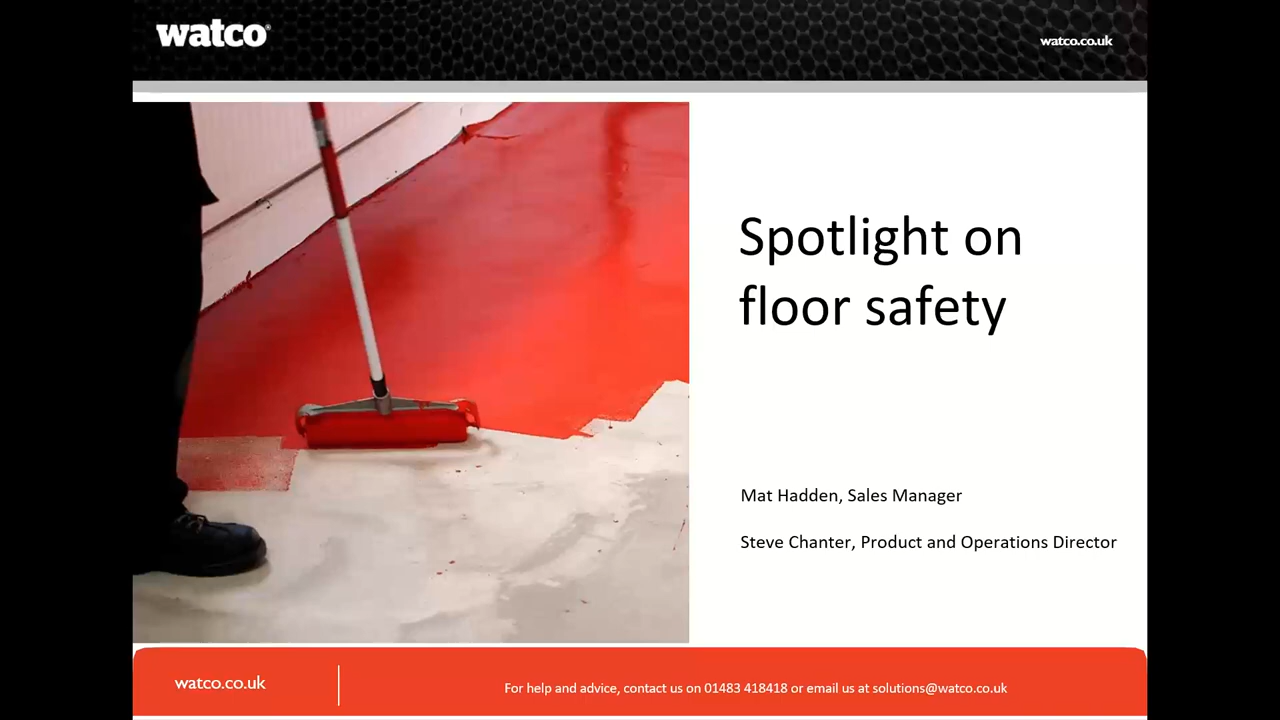 watco®
watco.co.uk
Spotlight on
floor safety
Mat Hadden, Sales Manager
Steve Chanter, Product and Operations Director
watco.co.uk
For help and advice, contact us on 01483 418418 or email us at solutions@watco.co.uk